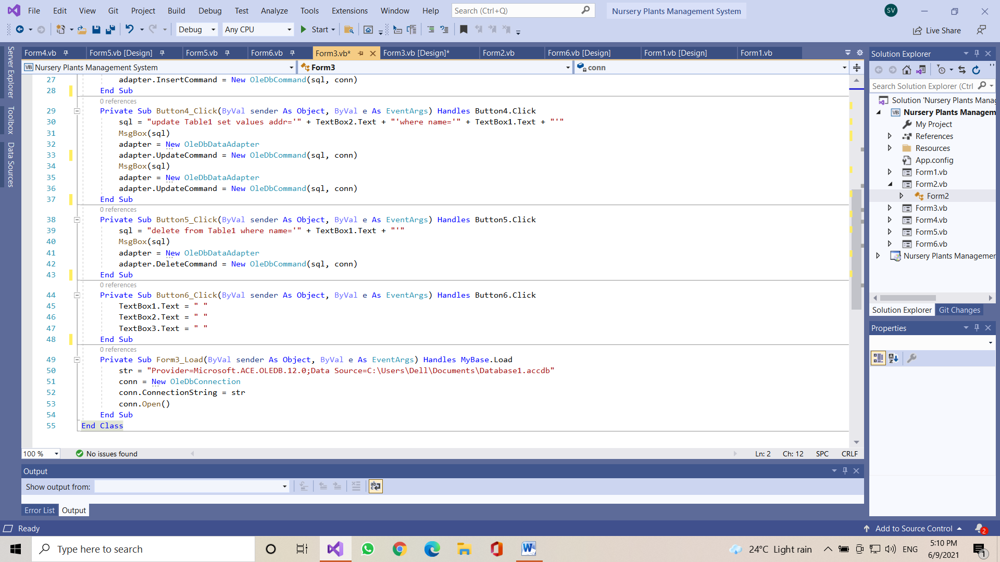 File Edit View Git Project Build Debug Test Analyze Tools Extensions Window Help Search (Ctrl+Q) Nursery Plants Management System SV
Debug Any CPU Start Live Share
Form4.vb Form5.vb [Design] Form5.vb Form6.vb Form3.vb* Form3.vb [Design]* Form2.vb Form6.vb [Design] Form1.vb [Design] Form1.vb
VB Nursery Plants Management System Form3 conn
Server Explorer
Toolbox
Data Sources
27 adapter.InsertCommand = New OleDbCommand(sql, conn)
28 End Sub
0 references
29 Private Sub Button4_Click(ByVal sender As Object, ByVal e As EventArgs) Handles Button4.Click
30 sql = "update Table1 set values addr='" + TextBox2.Text + "'where name='" + TextBox1.Text + "'"
31 MsgBox(sql)
32 adapter = New OleDbDataAdapter
33 adapter.UpdateCommand = New OleDbCommand(sql, conn)
34 MsgBox(sql)
35 adapter = New OleDbDataAdapter
36 adapter.UpdateCommand = New OleDbCommand(sql, conn)
37 End Sub
0 references
38 Private Sub Button5_Click(ByVal sender As Object, ByVal e As EventArgs) Handles Button5.Click
39 sql = "delete from Table1 where name='" + TextBox1.Text + "'"
40 MsgBox(sql)
41 adapter = New OleDbDataAdapter
42 adapter.DeleteCommand = New OleDbCommand(sql, conn)
43 End Sub
0 references
44 Private Sub Button6_Click(ByVal sender As Object, ByVal e As EventArgs) Handles Button6.Click
45 TextBox1.Text = " "
46 TextBox2.Text = " "
47 TextBox3.Text = " "
48 End Sub
0 references
49 Private Sub Form3_Load(ByVal sender As Object, ByVal e As EventArgs) Handles MyBase.Load
50 str = "Provider=Microsoft.ACE.OLEDB.12.0;Data Source=C:\Users\Dell\Documents\Database1.accdb"
51 conn = New OleDbConnection
52 conn.ConnectionString = str
53 conn.Open()
54 End Sub
55 End Class
100 % No issues found Ln: 2 Ch: 12 SPC CRLF
Output
Show output from:
Error List Output
Solution Explorer
Search Solution Explorer (Ctrl
Solution 'Nursery Plants Mana
VB Nursery Plants Managem
My Project
References
Resources
App.config
Form1.vb
Form2.vb
Form2
Form3.vb
Form4.vb
Form5.vb
Form6.vb
Nursery Plants Managemer
Solution Explorer Git Changes
Properties
Ready Add to Source Control 2
Type here to search 24°C Light rain ENG 5:10 PM 6/9/2021 1